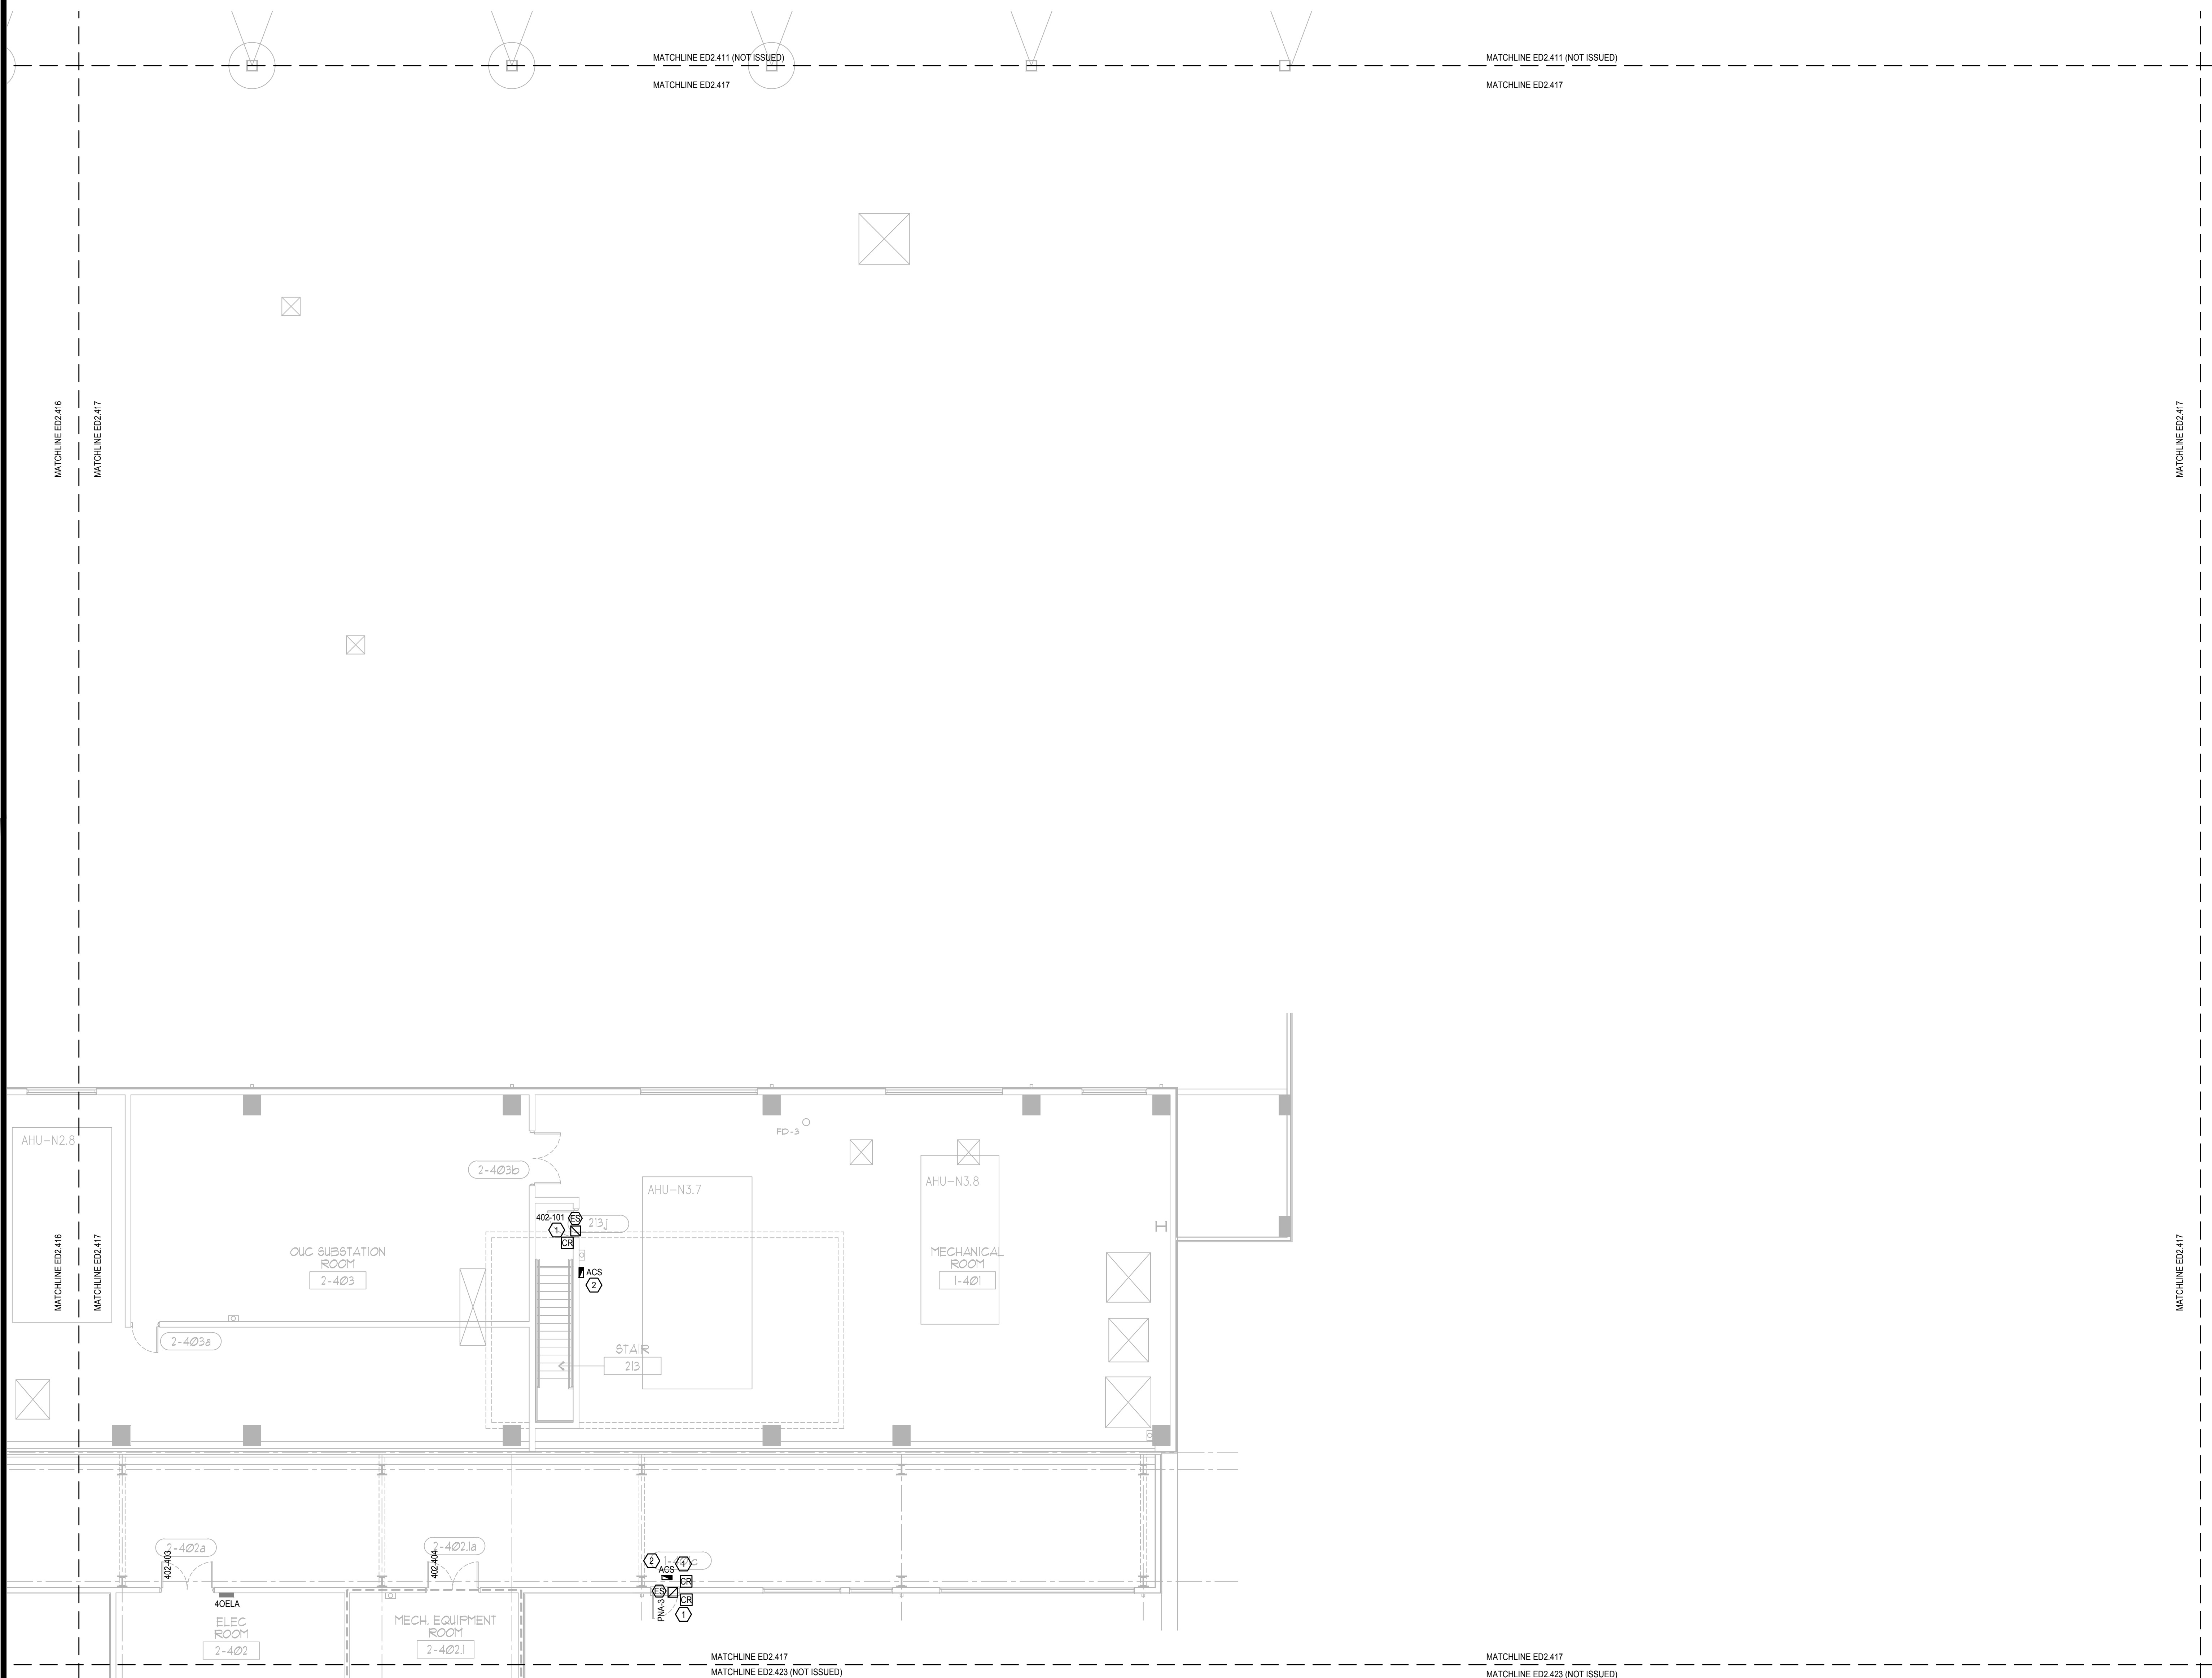 MATCHLINE ED2.411 (NOT ISSUED)
MATCHLINE ED2.411 (NOT ISSUED)
MATCHLINE ED2.417
MATCHLINE ED2.417
MATCHLINE ED2.416
MATCHLINE ED2.417
MATCHLINE ED2.417
AHU-N2.8
FD-3
2-403b
AHU-N3.7
AHU-N3.8
402-101
ES
213j
1
CR
OUC SUBSTATION
ROOM
2-403
MECHANICAL
ROOM
1-401
ACS
2
MATCHLINE ED2.416
MATCHLINE ED2.417
MATCHLINE ED2.417
2-403a
STAIR
213
2-402a
402-403
2-402.1a
402-404
2
1
ACS
CR
ES
CR
PNA-3
1
4OELA
ELEC
ROOM
2-402
MECH. EQUIPMENT
ROOM
2-402.1
MATCHLINE ED2.417
MATCHLINE ED2.417
MATCHLINE ED2.423 (NOT ISSUED)
MATCHLINE ED2.423 (NOT ISSUED)